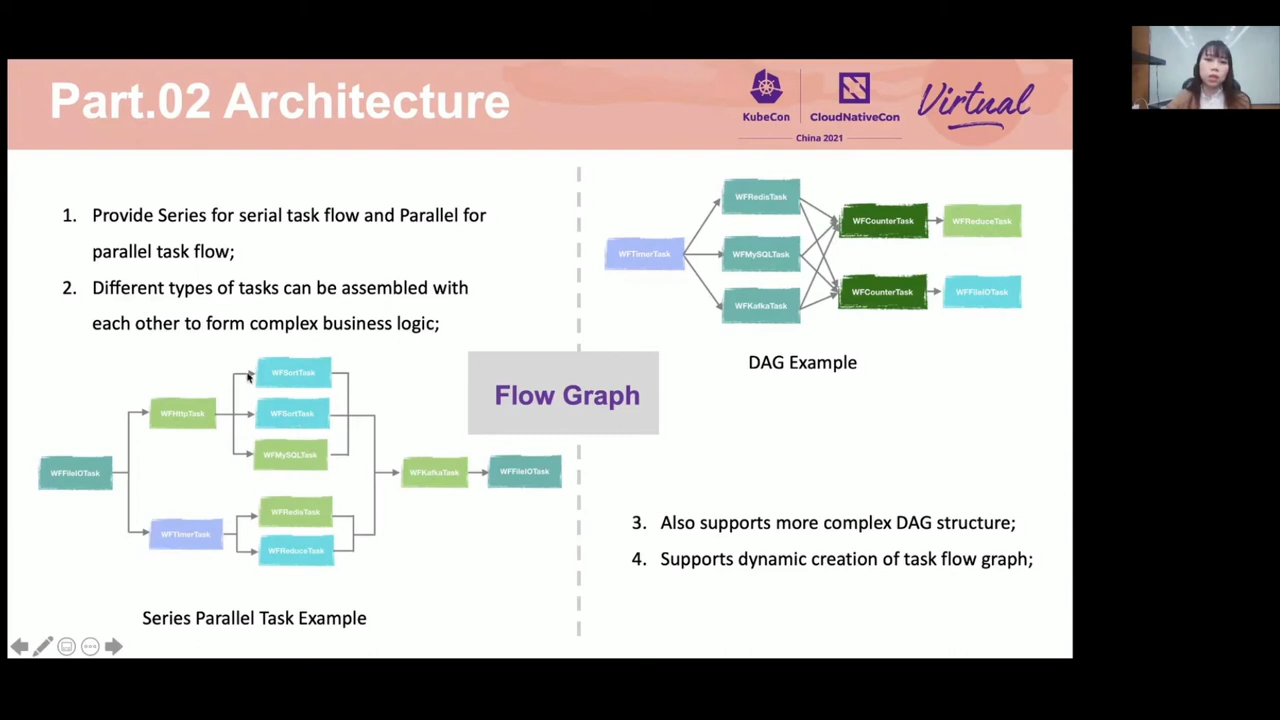 Part.02 Architecture
KubeCon
CloudNativeCon
Virtual
China 2021
1. Provide Series for serial task flow and Parallel for
parallel task flow;
2. Different types of tasks can be assembled with
each other to form complex business logic;
WFSortTask
WFHttpTask
WFSortTask
WFMySQLTask
WFFileIOTask
WFKafkaTask
WFFileIOTask
WFRedisTask
WFTimerTask
WFReduceTask
Series Parallel Task Example
Flow Graph
WFRedisTask
WFCounterTask
WFReduceTask
WFTimerTask
WFMySQLTask
WFCounterTask
WFFileIOTask
WFKafkaTask
DAG Example
3. Also supports more complex DAG structure;
4. Supports dynamic creation of task flow graph;